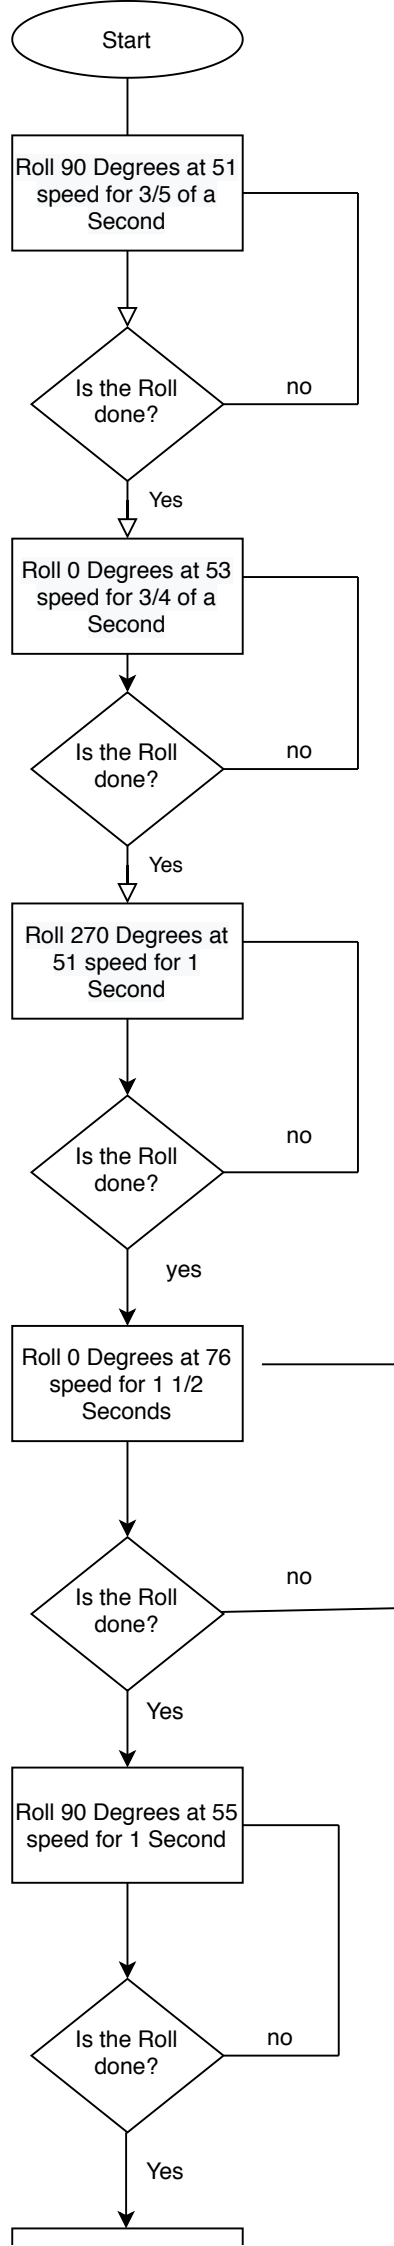 Start
Roll 90 Degrees at 51
speed for 3/5 of a
Second
Is the Roll
done?
no
Yes
Roll 0 Degrees at 53
speed for 3/4 of a
Second
Is the Roll
done?
no
Yes
Roll 270 Degrees at
51 speed for 1
Second
Is the Roll
done?
no
yes
Roll 0 Degrees at 76
speed for 1 1/2
Seconds
Is the Roll
done?
no
Yes
Roll 90 Degrees at 55
speed for 1 Second
Is the Roll
done?
no
Yes